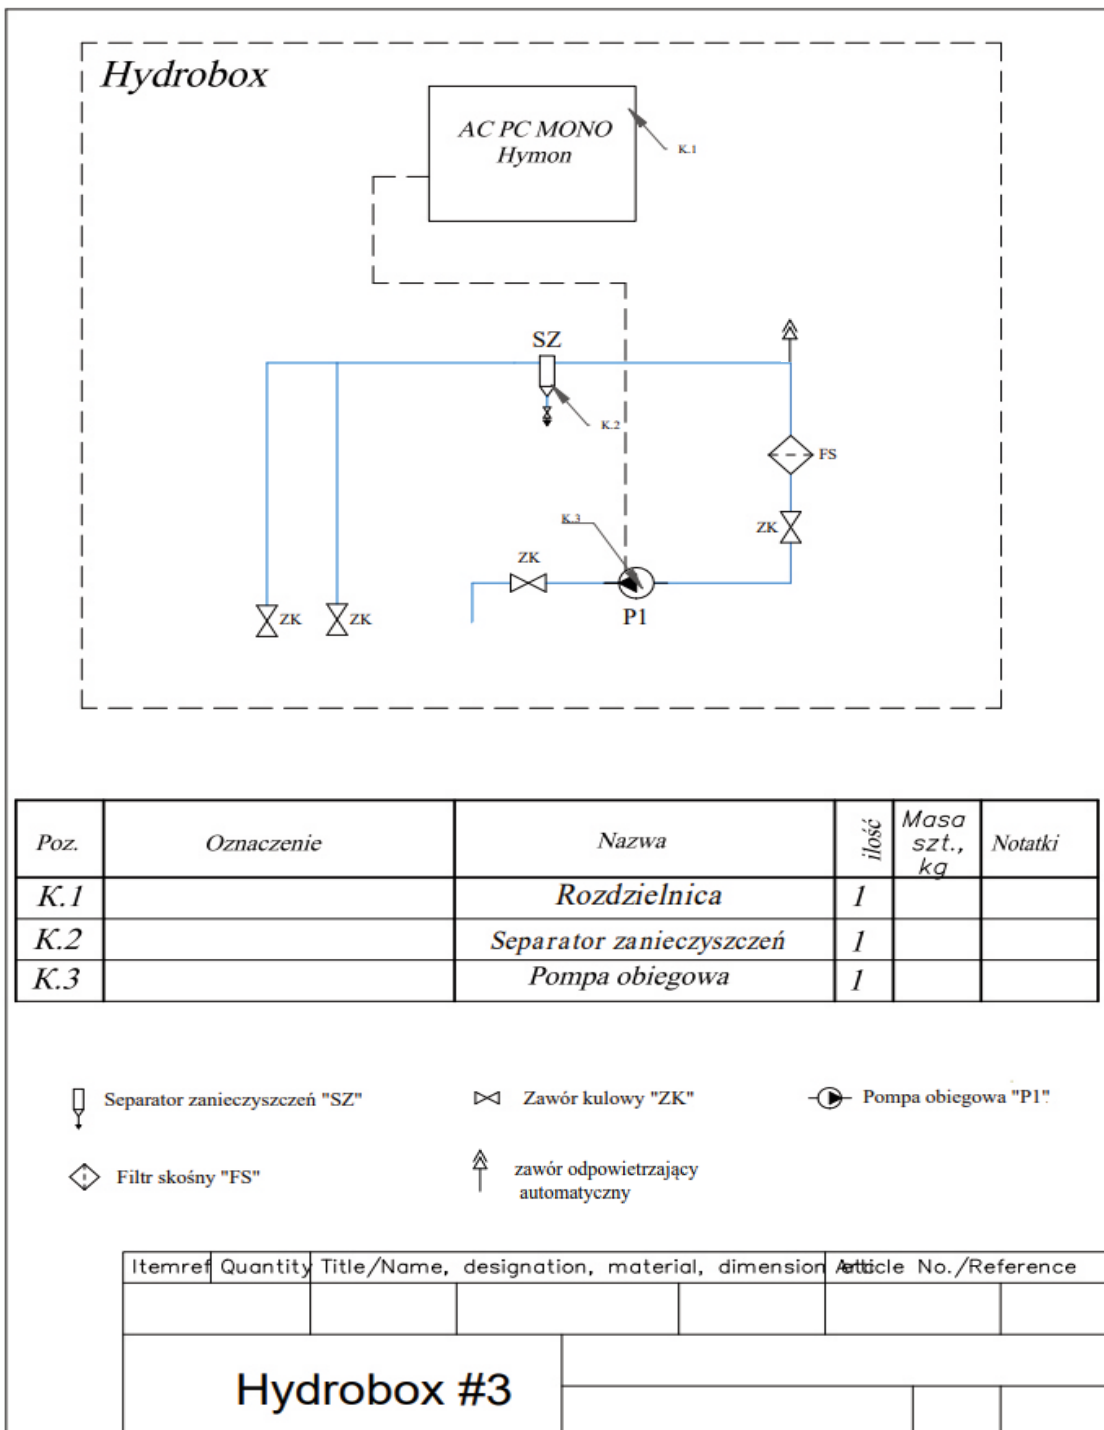 Hydrobox
AC PC MONO
Hymon
K.1
SZ
K.2
FS
K.3
ZK
ZK
P1
ZK
ZK
Poz. Oznaczenie Nazwa ilość Masa szt., kg Notatki
K.1 Rozdzielnica 1
K.2 Separator zanieczyszczeń 1
K.3 Pompa obiegowa 1
Separator zanieczyszczeń "SZ"
Zawór kulowy "ZK"
Pompa obiegowa "P1"
Filtr skośny "FS"
zawór odpowietrzający
automatyczny
Itemref Quantity Title/Name, designation, material, dimension etc Article No./Reference
Hydrobox #3